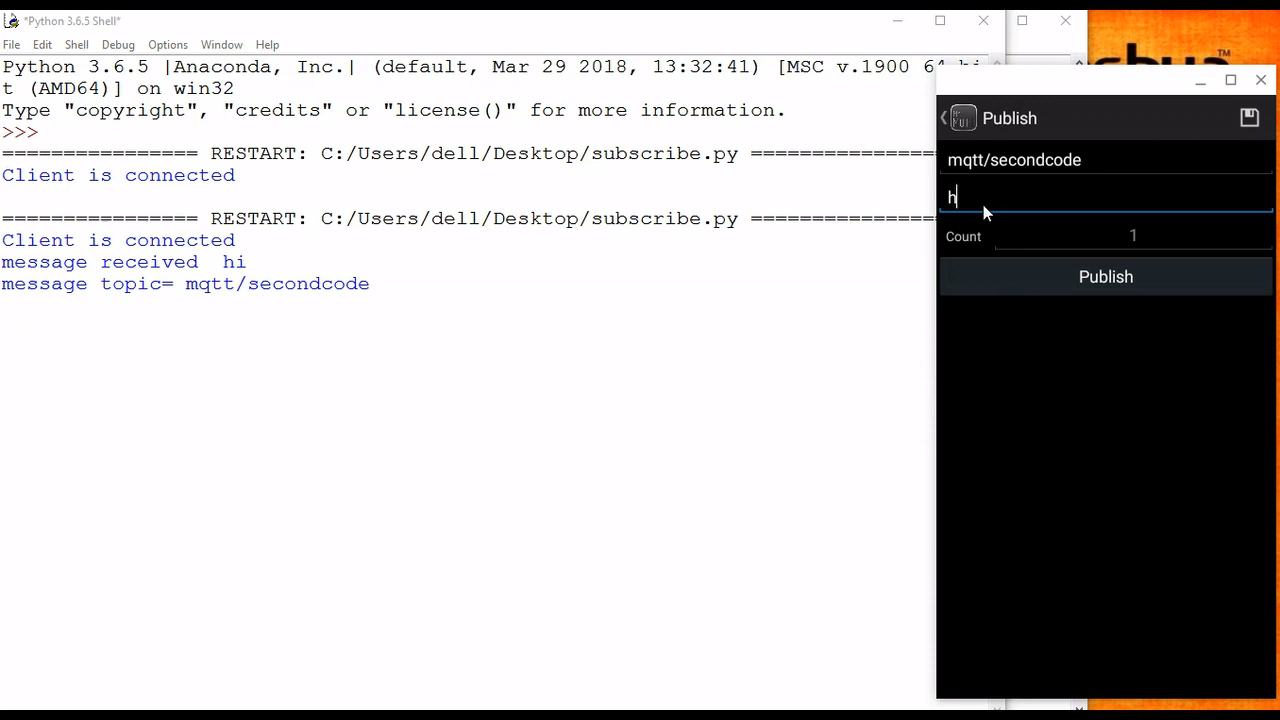 *Python 3.6.5 Shell*
File Edit Shell Debug Options Window Help
Python 3.6.5 |Anaconda, Inc.| (default, Mar 29 2018, 13:32:41) [MSC v.1900 64 bi
t (AMD64)] on win32
Type "copyright", "credits" or "license()" for more information.
>>>
================ RESTART: C:/Users/dell/Desktop/subscribe.py ===============
Client is connected
================ RESTART: C:/Users/dell/Desktop/subscribe.py ===============
Client is connected
message received  hi
message topic= mqtt/secondcode
Publish
mqtt/secondcode
h
Count 1
Publish